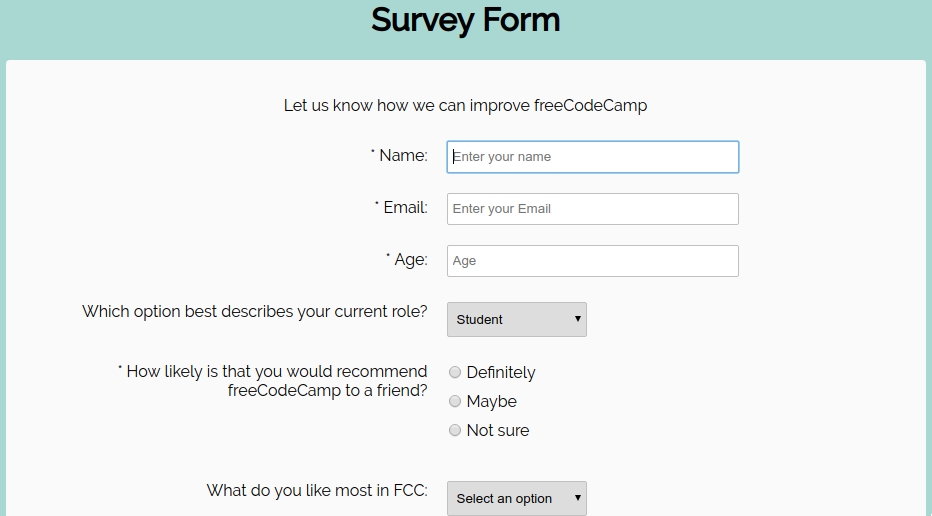 Survey Form
Let us know how we can improve freeCodeCamp
* Name: Enter your name
* Email: Enter your Email
* Age: Age
Which option best describes your current role? Student
* How likely is that you would recommend
freeCodeCamp to a friend?
Definitely
Maybe
Not sure
What do you like most in FCC: Select an option